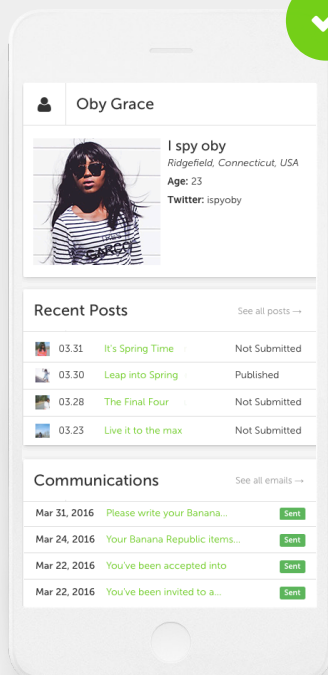 Oby Grace
I spy oby
Ridgefield, Connecticut, USA
Age: 23
Twitter: ispyoby
GARÇON
Recent Posts See all posts →
03.31 It's Spring Time Not Submitted
03.30 Leap into Spring Published
03.28 The Final Four Not Submitted
03.23 Live it to the max Not Submitted
Communications See all emails →
Mar 31, 2016 Please write your Banana... Sent
Mar 24, 2016 Your Banana Republic items... Sent
Mar 22, 2016 You've been accepted into Sent
Mar 22, 2016 You've been invited to a... Sent